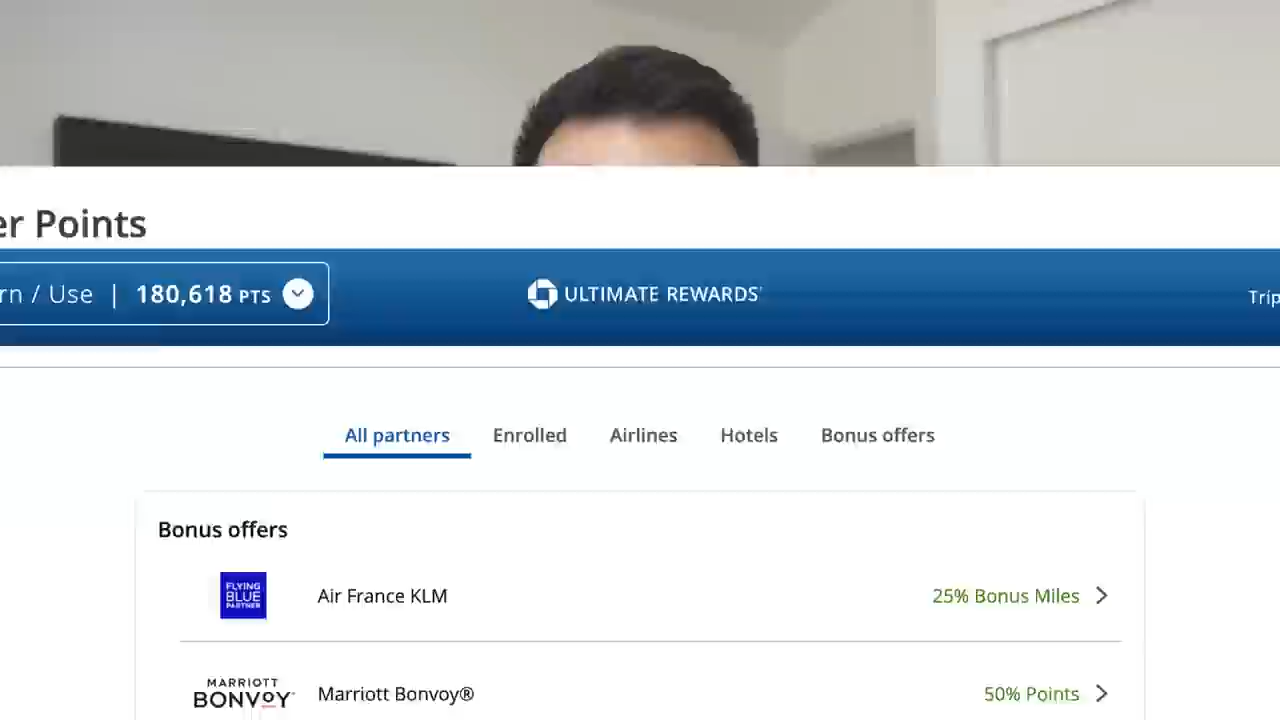 er Points
rn / Use | 180,618 PTS
ULTIMATE REWARDS
Trip
All partners Enrolled Airlines Hotels Bonus offers
Bonus offers
FLYING
BLUE
PARTNER
Air France KLM 25% Bonus Miles
MARRIOTT
BONVOY
Marriott Bonvoy® 50% Points